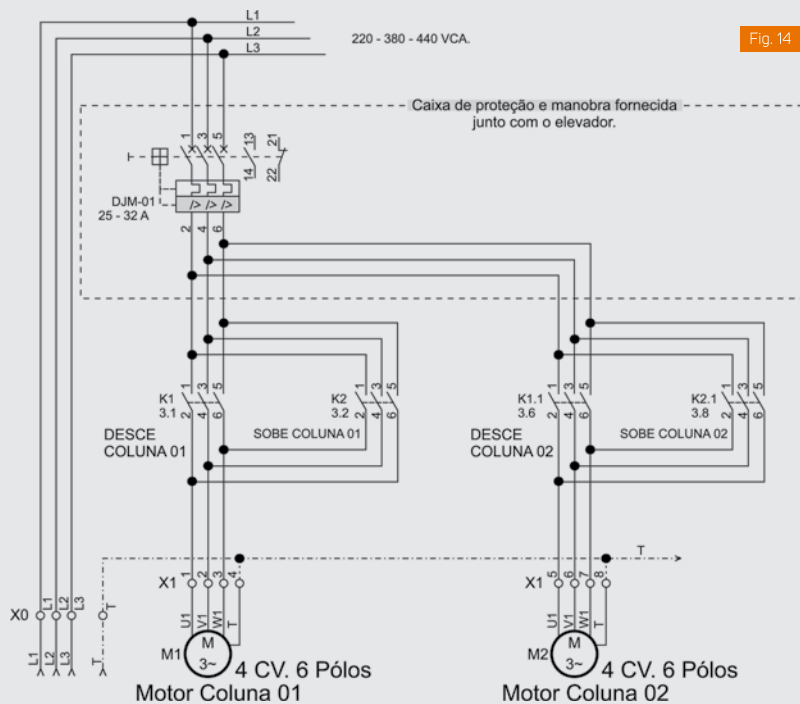 L1
L2
L3
220 - 380 - 440 VCA.
Fig. 14
Caixa de proteção e manobra fornecida
junto com o elevador.
1 3 5 13 21
14 22
DJM-01
25 - 32 A
2 4 6
1 3 5
K1
3.1
2 4 6
DESCE
COLUNA 01
1 3 5
K2
3.2
2 4 6
SOBE COLUNA 01
1 3 5
K1.1
3.6
2 4 6
DESCE
COLUNA 02
1 3 5
K2.1
3.8
2 4 6
SOBE COLUNA 02
T
X1 1 2 3 4
X1 5 6 7 8
X0 L1 L2 L3 T
L1 L2 L3 T
U1 V1 W1 T
M1
M
3~
4 CV. 6 Pólos
Motor Coluna 01
U1 V1 W1 T
M2
M
3~
4 CV. 6 Pólos
Motor Coluna 02